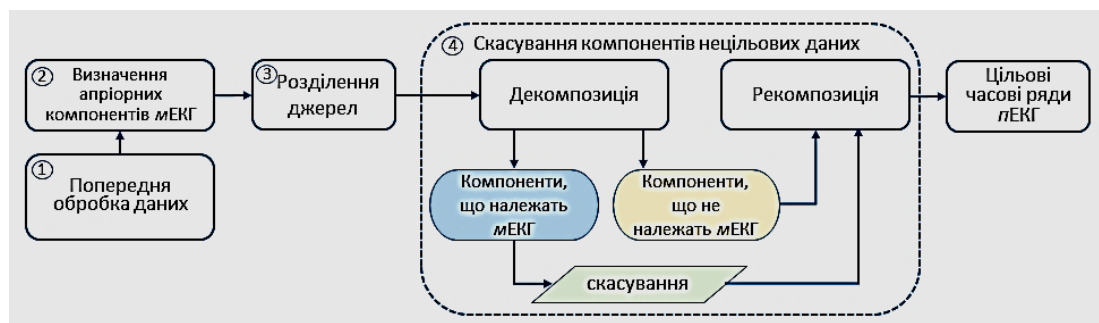 ④ Скасування компонентів нецільових даних
② Визначення
апріорних
компонентів мЕКГ
③ Розділення
джерел
Декомпозиція
Рекомпозиція
Цільові
часові ряди
пЕКГ
① Попередня
обробка даних
Компоненти,
що належать
мЕКГ
Компоненти,
що не
належать мЕКГ
скасування